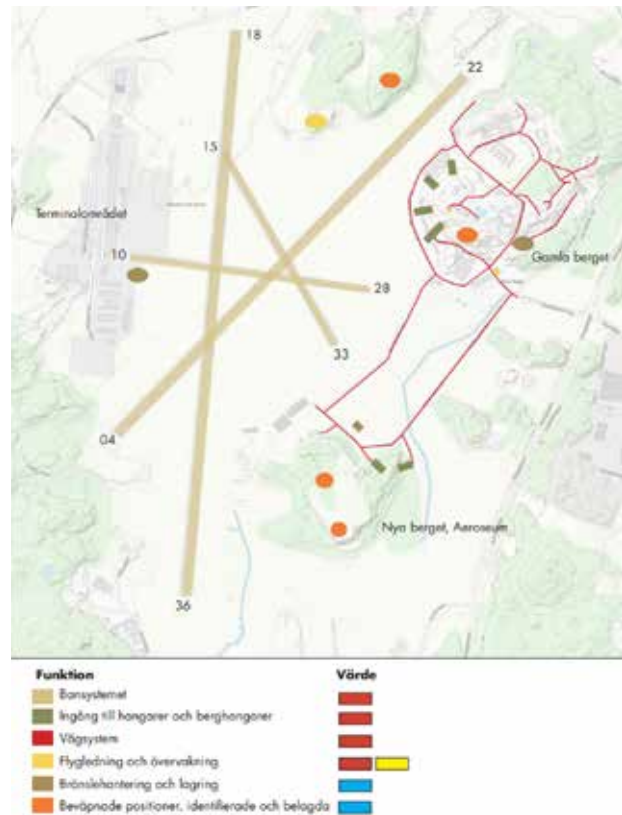 18
22
15
Terminalområdet
10
Gamla berget
28
33
04
Nya berget, Aeroseum
36
Funktion
Värde
Bansystemet
Ingång till hangarer och berghangarer
Vägsystem
Flygledning och övervakning
Bränslehantering och lagring
Beväpnade positioner, identifierade och belagda